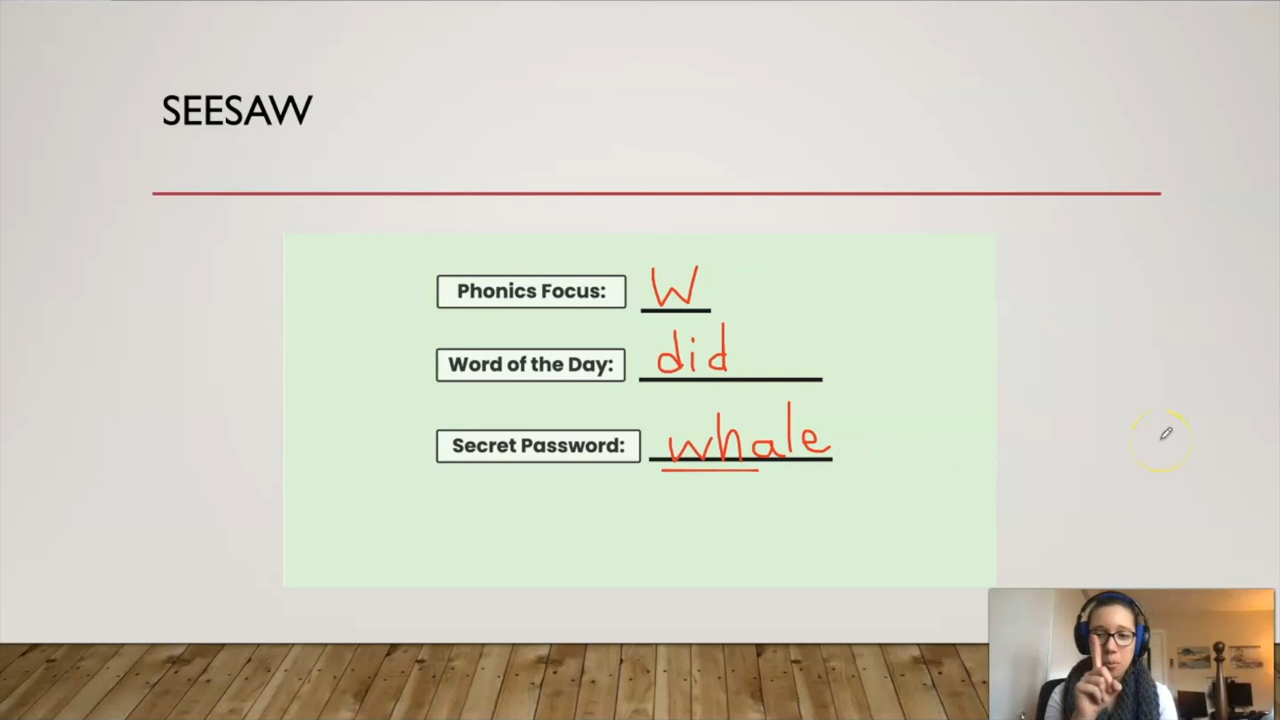 SEESAW
Phonics Focus: W
Word of the Day: did
Secret Password: whale